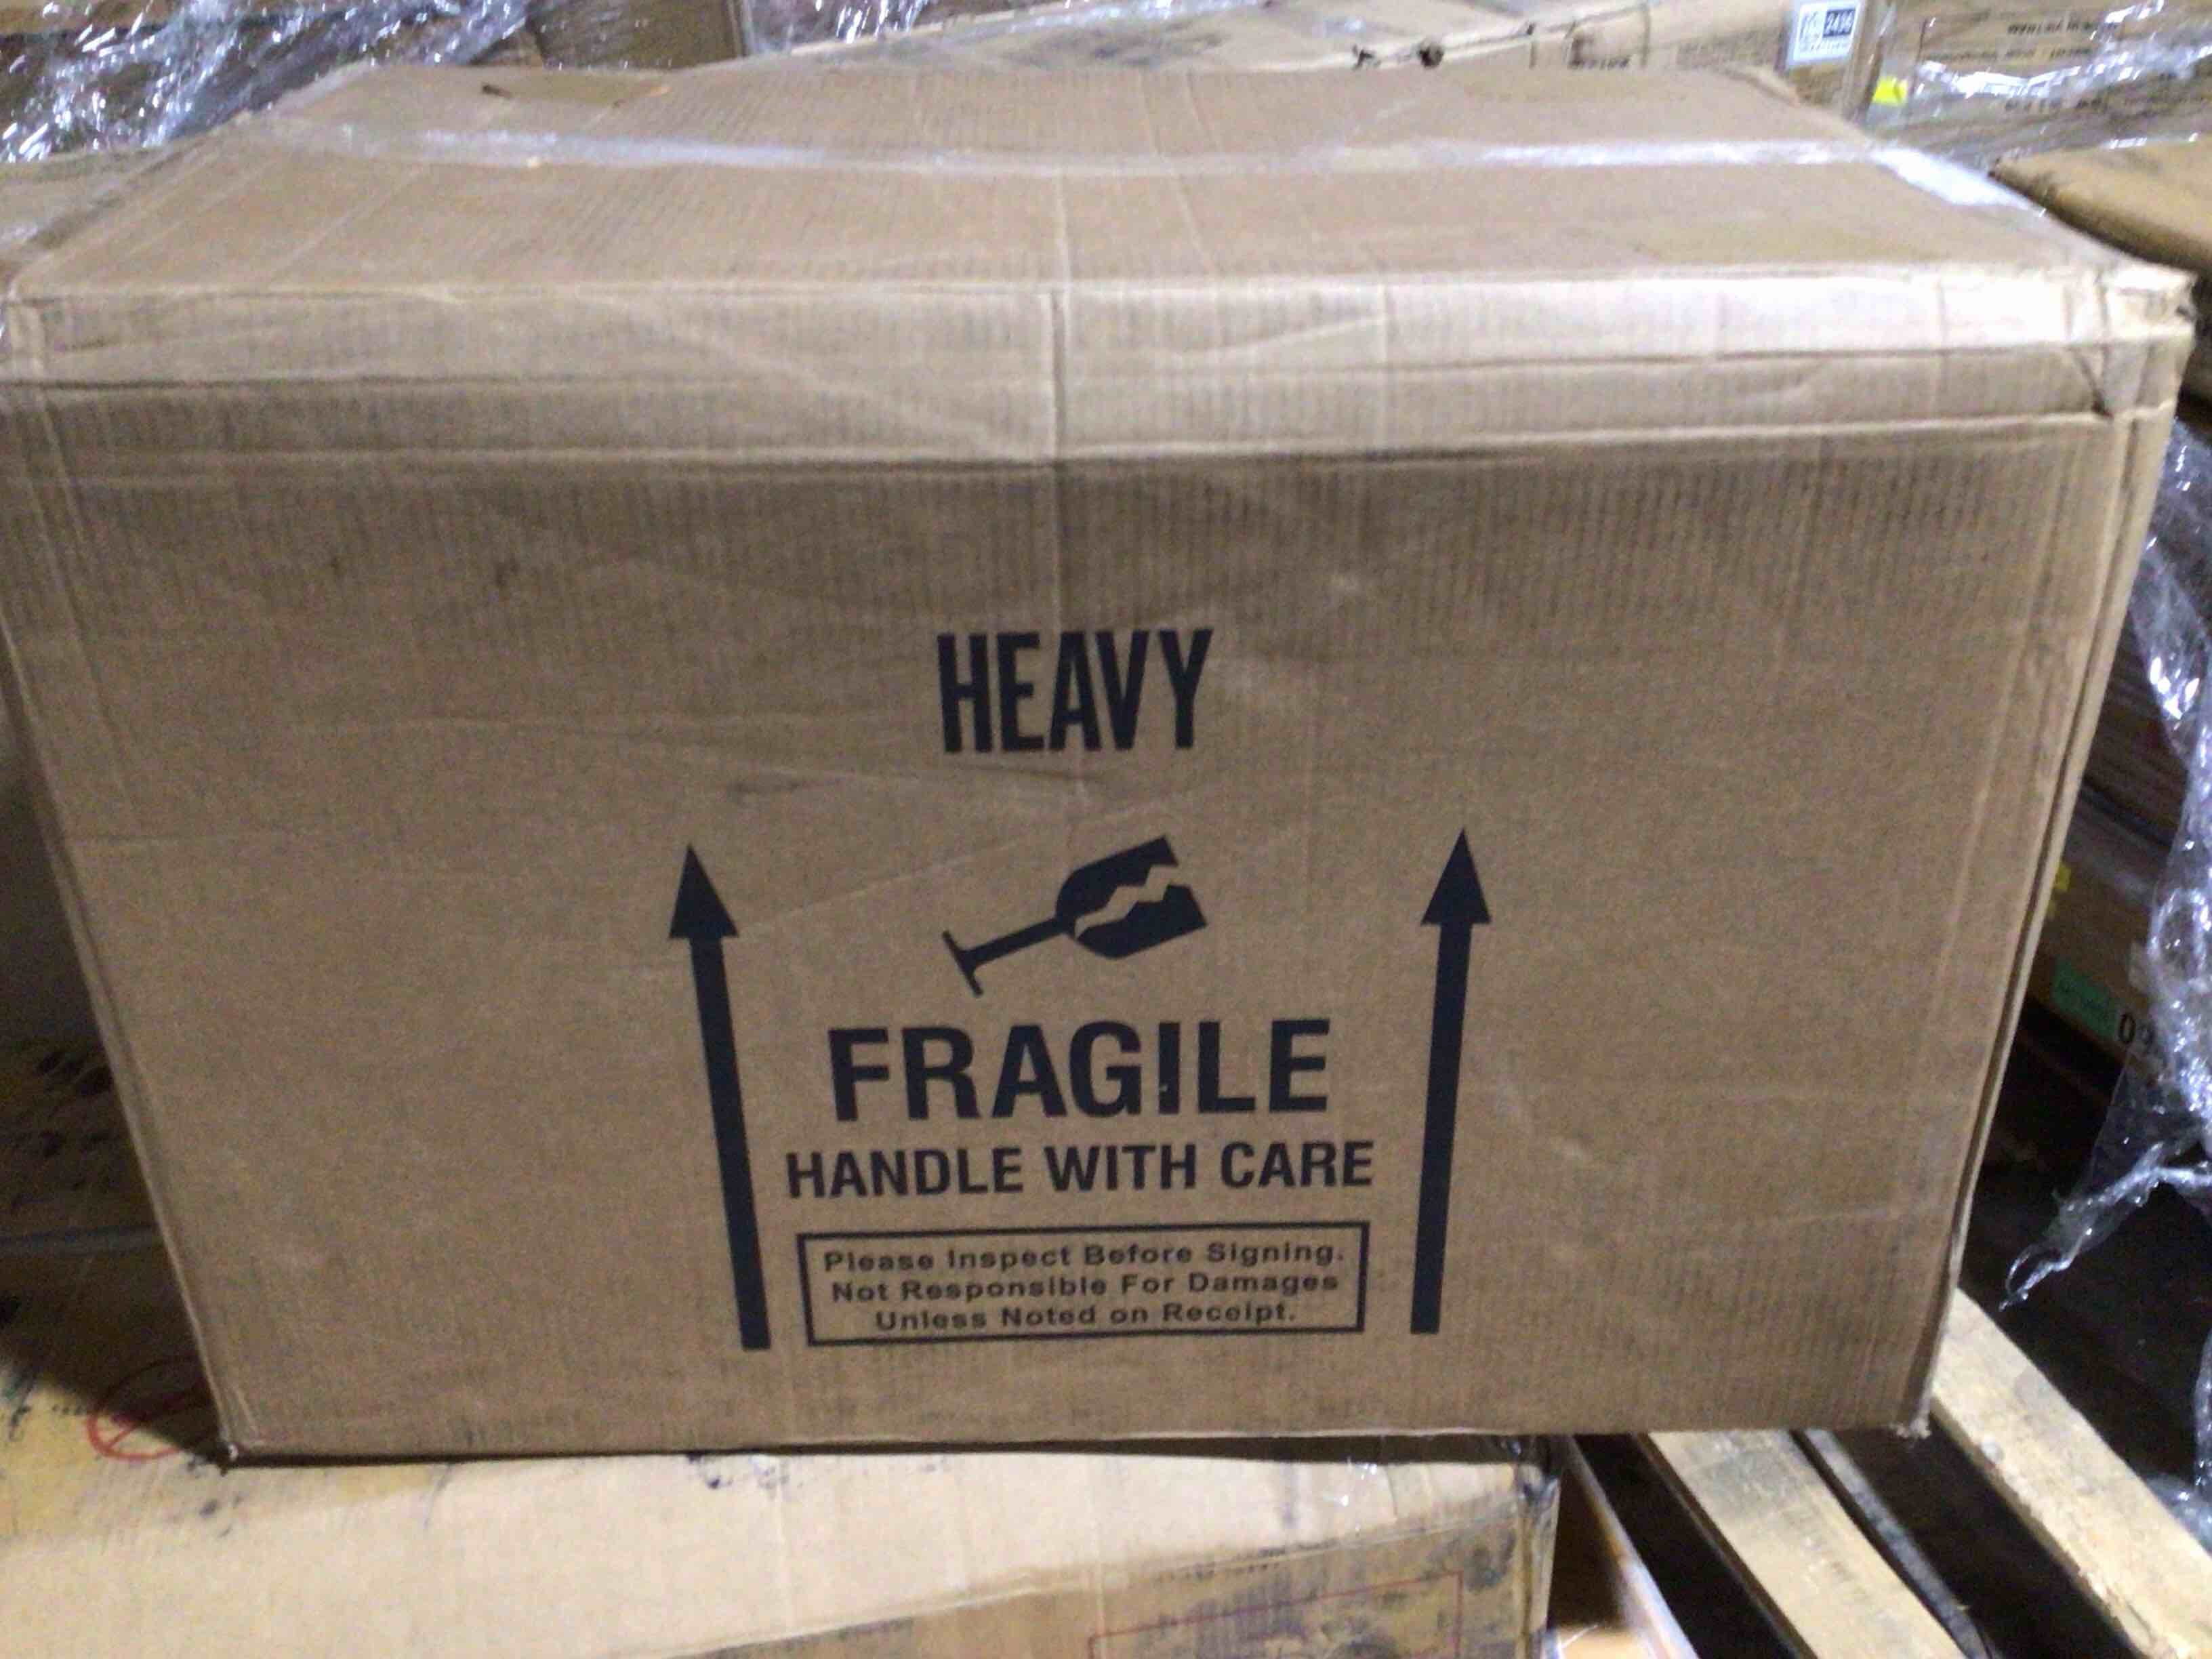 HEAVY
FRAGILE
HANDLE WITH CARE
Please Inspect Before Signing.
Not Responsible For Damages
Unless Noted on Receipt.